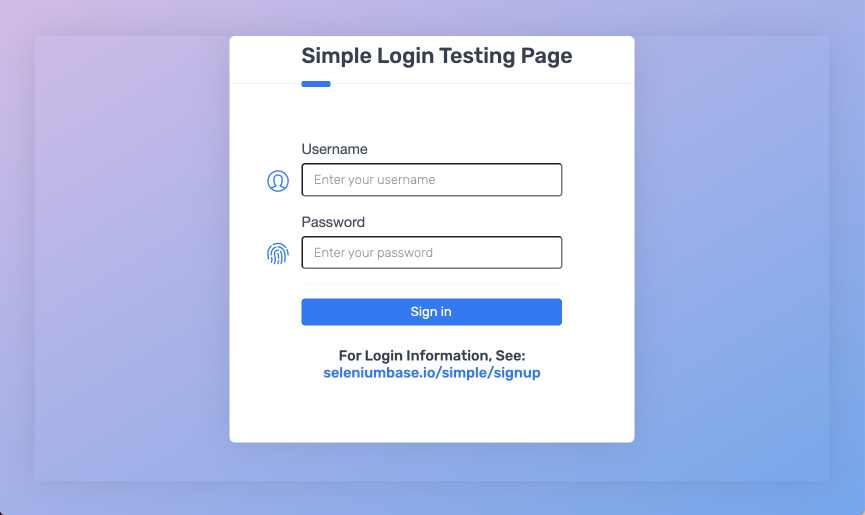 Simple Login Testing Page
Username
Enter your username
Password
Enter your password
Sign in
For Login Information, See:
seleniumbase.io/simple/signup